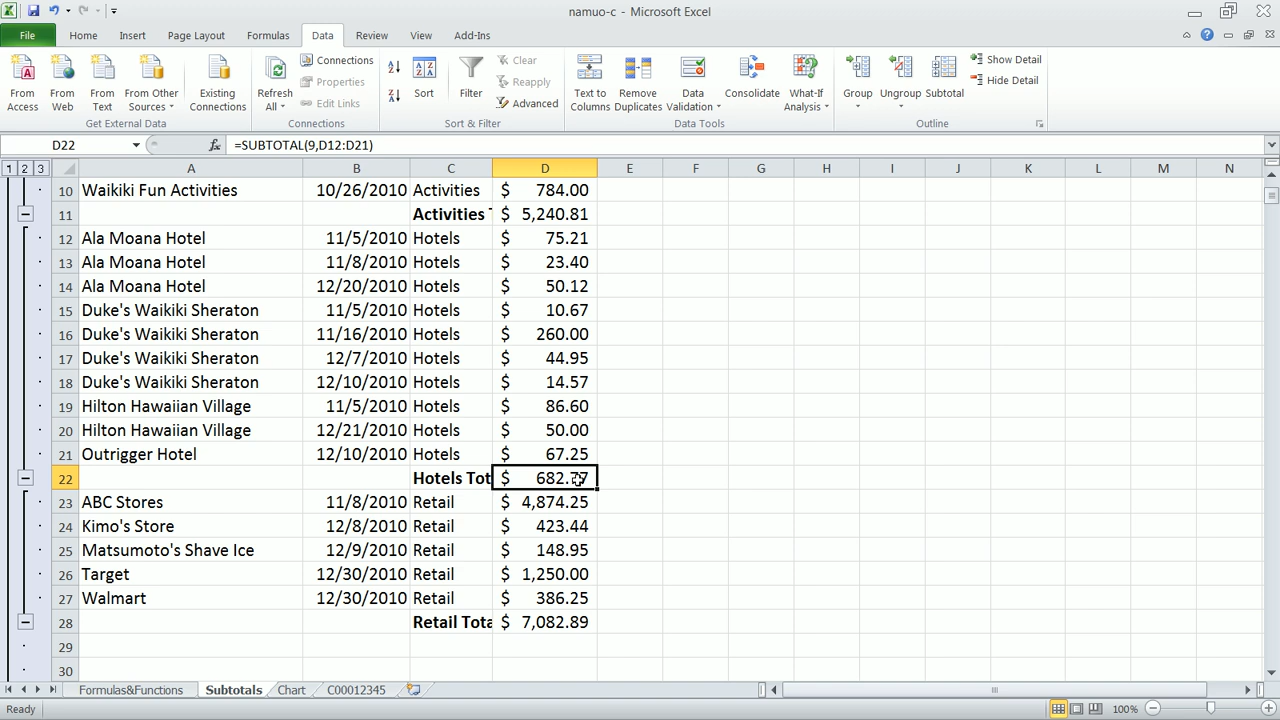 namuo-c - Microsoft Excel
File Home Insert Page Layout Formulas Data Review View Add-Ins
From Access
From Web
From Text
From Other Sources
Existing Connections
Get External Data
Refresh All
Connections
Properties
Edit Links
Connections
Sort
Filter
Clear
Reapply
Advanced
Sort & Filter
Text to Columns
Remove Duplicates
Data Validation
Consolidate
What-If Analysis
Data Tools
Group
Ungroup
Subtotal
Show Detail
Hide Detail
Outline
D22 fx =SUBTOTAL(9,D12:D21)
1 2 3 A B C D E F G H I J K L M N
10 Waikiki Fun Activities 10/26/2010 Activities $ 784.00
11 Activities T $ 5,240.81
12 Ala Moana Hotel 11/5/2010 Hotels $ 75.21
13 Ala Moana Hotel 11/8/2010 Hotels $ 23.40
14 Ala Moana Hotel 12/20/2010 Hotels $ 50.12
15 Duke's Waikiki Sheraton 11/5/2010 Hotels $ 10.67
16 Duke's Waikiki Sheraton 11/16/2010 Hotels $ 260.00
17 Duke's Waikiki Sheraton 12/7/2010 Hotels $ 44.95
18 Duke's Waikiki Sheraton 12/10/2010 Hotels $ 14.57
19 Hilton Hawaiian Village 11/5/2010 Hotels $ 86.60
20 Hilton Hawaiian Village 12/21/2010 Hotels $ 50.00
21 Outrigger Hotel 12/10/2010 Hotels $ 67.25
22 Hotels Tot $ 682.77
23 ABC Stores 11/8/2010 Retail $ 4,874.25
24 Kimo's Store 12/8/2010 Retail $ 423.44
25 Matsumoto's Shave Ice 12/9/2010 Retail $ 148.95
26 Target 12/30/2010 Retail $ 1,250.00
27 Walmart 12/30/2010 Retail $ 386.25
28 Retail Tota $ 7,082.89
29
30
Formulas&Functions Subtotals Chart C00012345
Ready 100%